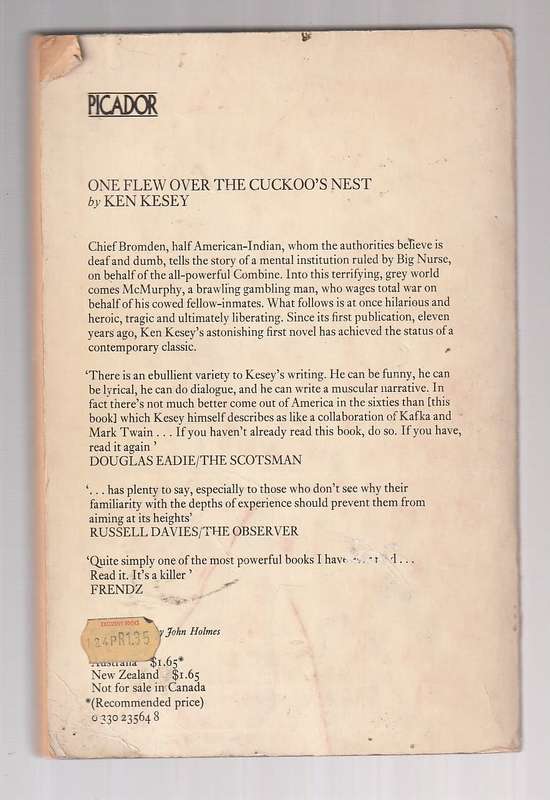 PICADOR
ONE FLEW OVER THE CUCKOO'S NEST
by KEN KESEY
Chief Bromden, half American-Indian, whom the authorities believe is
deaf and dumb, tells the story of a mental institution ruled by Big Nurse,
on behalf of the all-powerful Combine. Into this terrifying, grey world
comes McMurphy, a brawling gambling man, who wages total war on
behalf of his cowed fellow-inmates. What follows is at once hilarious and
heroic, tragic and ultimately liberating. Since its first publication, eleven
years ago, Ken Kesey's astonishing first novel has achieved the status of a
contemporary classic.
'There is an ebullient variety to Kesey's writing. He can be funny, he can
be lyrical, he can do dialogue, and he can write a muscular narrative. In
fact there's not much better come out of America in the sixties than [this
book] which Kesey himself describes as like a collaboration of Kafka and
Mark Twain . . . If you haven't already read this book, do so. If you have,
read it again '
DOUGLAS EADIE/THE SCOTSMAN
'. . . has plenty to say, especially to those who don't see why their
familiarity with the depths of experience should prevent them from
aiming at its heights'
RUSSELL DAVIES/THE OBSERVER
'Quite simply one of the most powerful books I have . . .
Read it. It's a killer '
FRENDZ
John Holmes
EXCLUSIVE BOOKS
Australia $1.65*
New Zealand $1.65
Not for sale in Canada
*(Recommended price)
0 330 23564 8